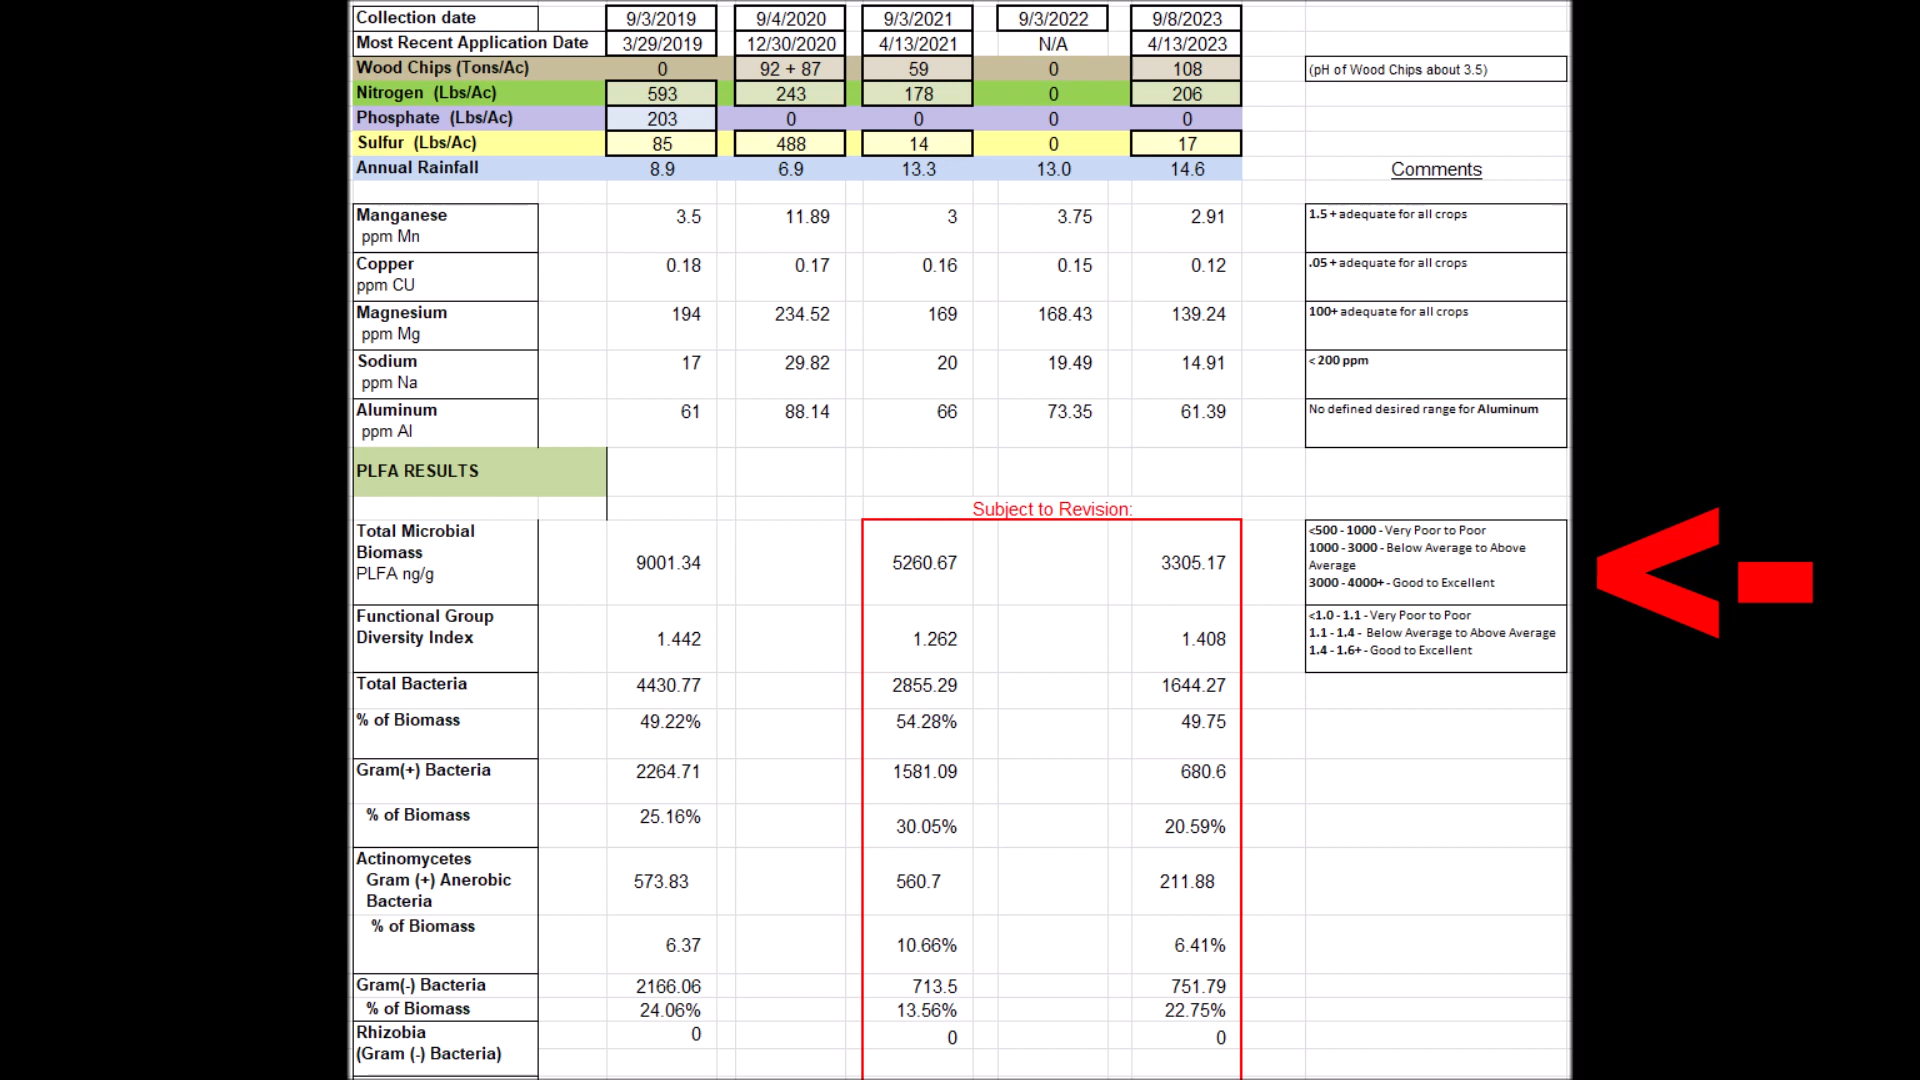 Collection date 9/3/2019 9/4/2020 9/3/2021 9/3/2022 9/8/2023
Most Recent Application Date 3/29/2019 12/30/2020 4/13/2021 N/A 4/13/2023
Wood Chips (Tons/Ac) 0 92 + 87 59 0 108 (pH of Wood Chips about 3.5)
Nitrogen (Lbs/Ac) 593 243 178 0 206
Phosphate (Lbs/Ac) 203 0 0 0 0
Sulfur (Lbs/Ac) 85 488 14 0 17
Annual Rainfall 8.9 6.9 13.3 13.0 14.6 Comments
Manganese 3.5 11.89 3 3.75 2.91 1.5 + adequate for all crops
ppm Mn
Copper 0.18 0.17 0.16 0.15 0.12 .05 + adequate for all crops
ppm CU
Magnesium 194 234.52 169 168.43 139.24 100+ adequate for all crops
ppm Mg
Sodium 17 29.82 20 19.49 14.91 < 200 ppm
ppm Na
Aluminum 61 88.14 66 73.35 61.39 No defined desired range for Aluminum
ppm Al
PLFA RESULTS
Subject to Revision:
Total Microbial
Biomass
PLFA ng/g
9001.34 5260.67 3305.17
<500 - 1000 - Very Poor to Poor
1000 - 3000 - Below Average to Above
Average
3000 - 4000+ - Good to Excellent
Functional Group
Diversity Index
1.442 1.262 1.408
<1.0 - 1.1 - Very Poor to Poor
1.1 - 1.4 - Below Average to Above Average
1.4 - 1.6+ - Good to Excellent
Total Bacteria 4430.77 2855.29 1644.27
% of Biomass 49.22% 54.28% 49.75
Gram(+) Bacteria 2264.71 1581.09 680.6
% of Biomass 25.16% 30.05% 20.59%
Actinomycetes
Gram (+) Anerobic
Bacteria
573.83 560.7 211.88
% of Biomass
6.37 10.66% 6.41%
Gram(-) Bacteria 2166.06 713.5 751.79
% of Biomass 24.06% 13.56% 22.75%
Rhizobia 0 0 0
(Gram (-) Bacteria)